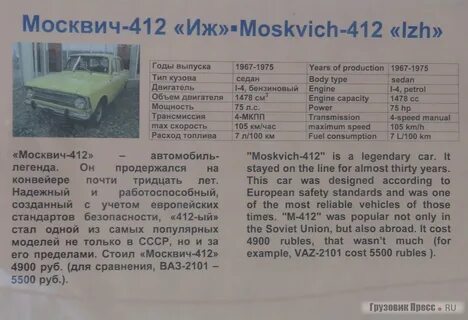 Москвич-412 «Иж»▪Moskvich-412 «Izh»
Годы выпуска 1967-1975
Тип кузова седан
Двигатель I-4, бензиновый
Объем двигателя 1478 см³
Мощность 75 л.с.
Трансмиссия 4-МКПП
max скорость 105 км/час
Расход топлива 7 л/100 км
Years of production 1967-1975
Body type sedan
Engine I-4, petrol
Engine capacity 1478 cc
Power 75 hp
Transmission 4-speed manual
maximum speed 105 km/h
Fuel consumption 7 L/100 km
«Москвич-412» – автомобиль-
легенда. Он продержался на
конвейере почти тридцать лет.
Надежный и работоспособный,
созданный с учетом европейских
стандартов безопасности, «412-ый»
стал одной из самых популярных
моделей не только в СССР, но и за
его пределами. Стоил «Москвич-412»
4900 руб. (для сравнения, ВАЗ-2101 –
5500 руб.).
"Moskvich-412" is a legendary car. It
stayed on the line for almost thirty years.
This car was designed according to
European safety standards and was one
of the most reliable vehicles of those
times. "M-412" was popular not only in
the Soviet Union, but also abroad. It cost
4900 rubles, that wasn't much (for
example, VAZ-2101 cost 5500 rubles ).
Грузовик Пресс .RU